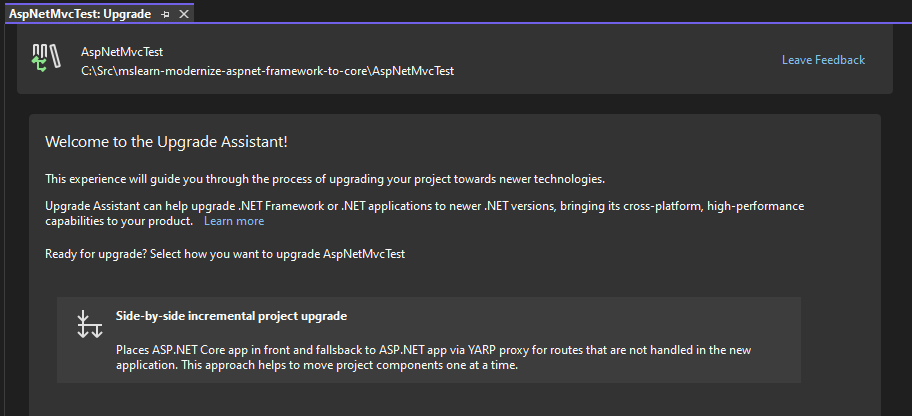 AspNetMvcTest: Upgrade
AspNetMvcTest
C:\Src\mslearn-modernize-aspnet-framework-to-core\AspNetMvcTest
Leave Feedback
Welcome to the Upgrade Assistant!
This experience will guide you through the process of upgrading your project towards newer technologies.
Upgrade Assistant can help upgrade .NET Framework or .NET applications to newer .NET versions, bringing its cross-platform, high-performance
capabilities to your product. Learn more
Ready for upgrade? Select how you want to upgrade AspNetMvcTest
Side-by-side incremental project upgrade
Places ASP.NET Core app in front and fallsback to ASP.NET app via YARP proxy for routes that are not handled in the new
application. This approach helps to move project components one at a time.